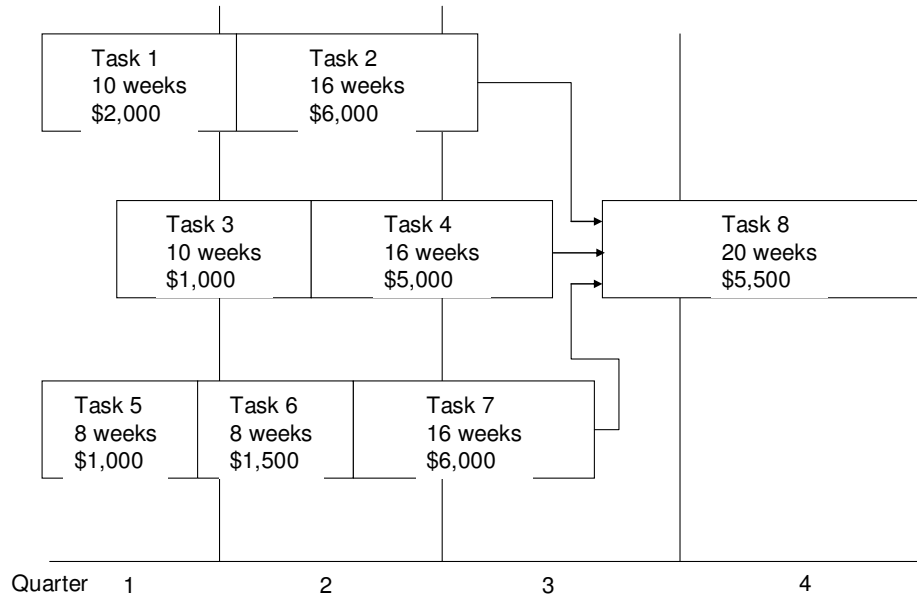 Task 1
10 weeks
$2,000
Task 2
16 weeks
$6,000
Task 3
10 weeks
$1,000
Task 4
16 weeks
$5,000
Task 8
20 weeks
$5,500
Task 5
8 weeks
$1,000
Task 6
8 weeks
$1,500
Task 7
16 weeks
$6,000
Quarter 1 2 3 4